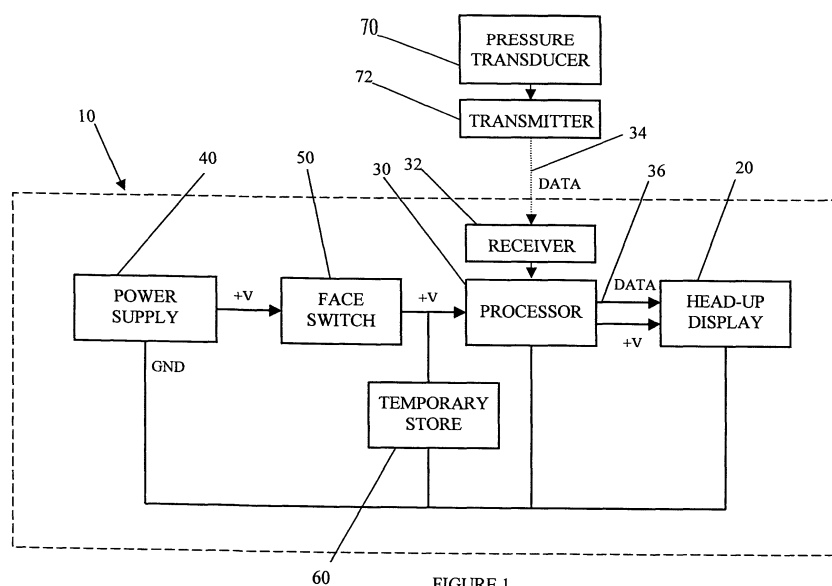 70
PRESSURE
TRANSDUCER
72
TRANSMITTER
34
10
40
50
30
32
DATA
36
20
RECEIVER
POWER
SUPPLY
+V
FACE
SWITCH
+V
PROCESSOR
DATA
+V
HEAD-UP
DISPLAY
GND
TEMPORARY
STORE
60
FIGURE 1